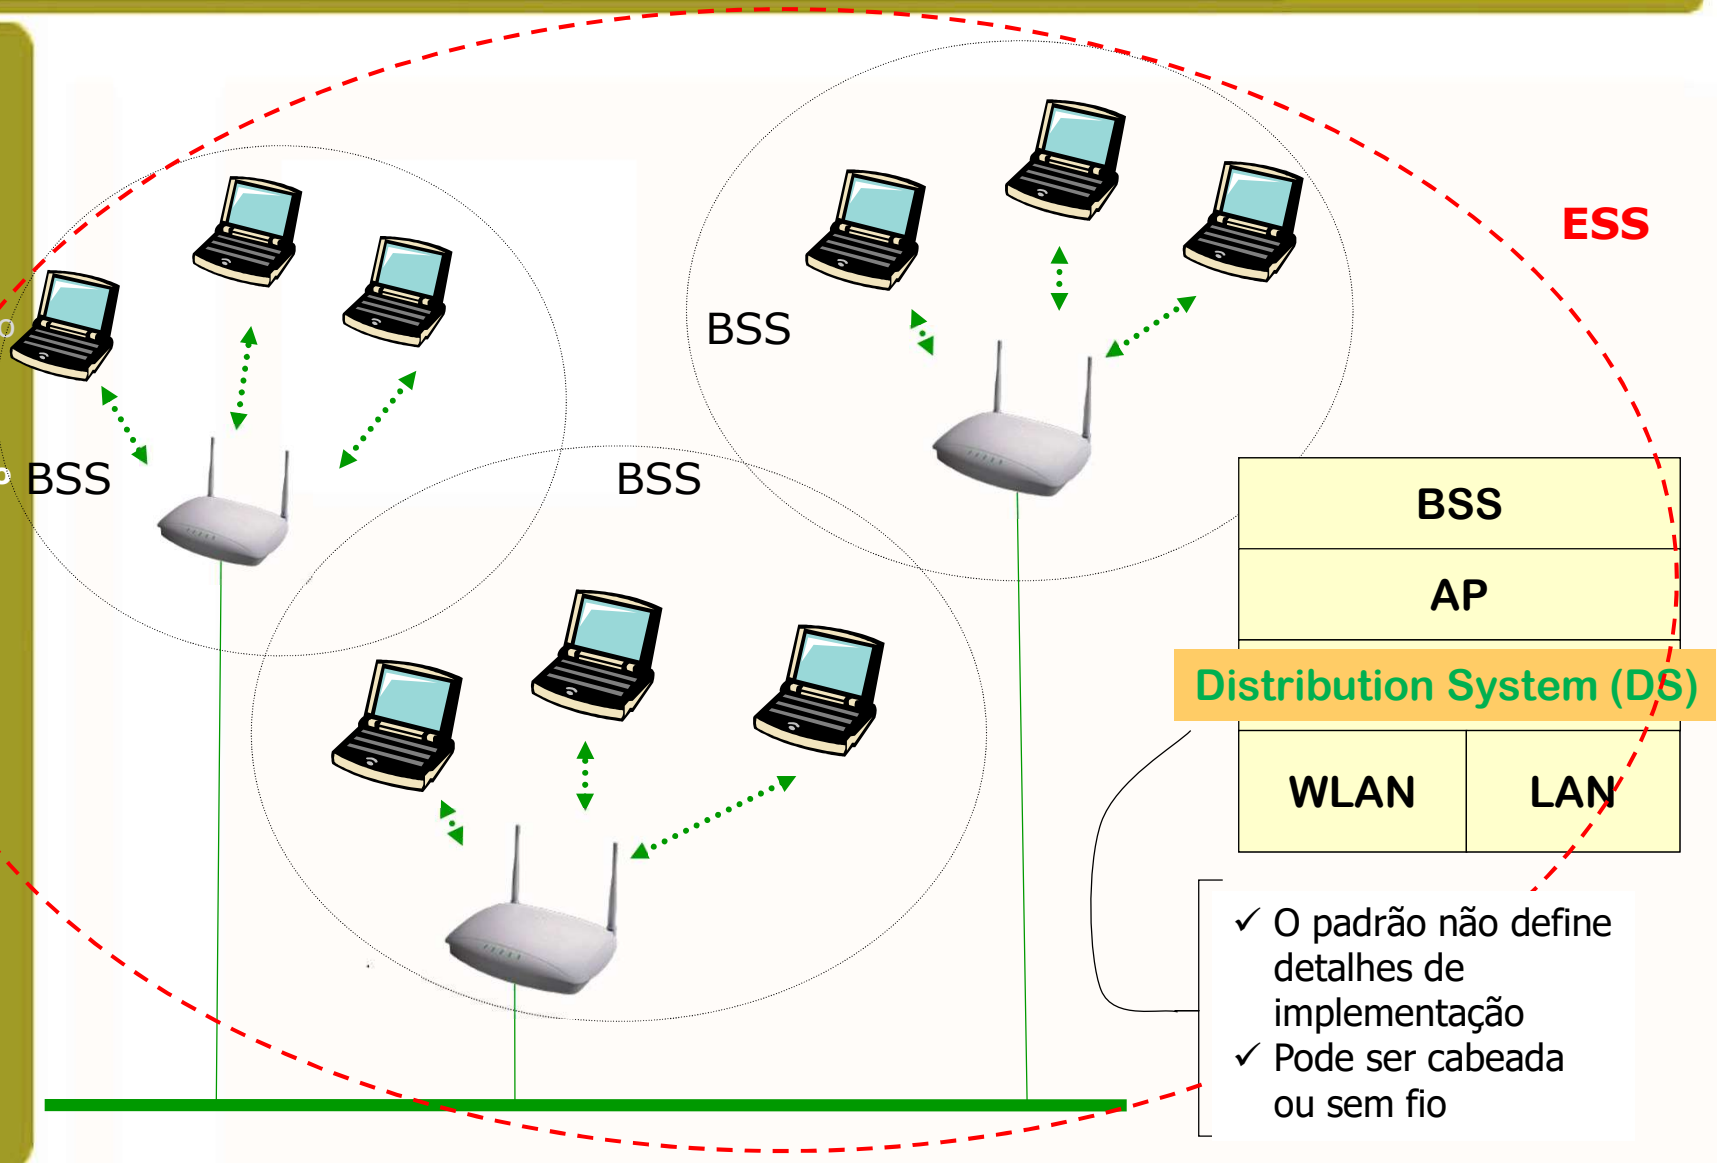 ESS
BSS
BSS
BSS
BSS
AP
Distribution System (DS)
WLAN
LAN
✓ O padrão não define
detalhes de
implementação
✓ Pode ser cabeada
ou sem fio